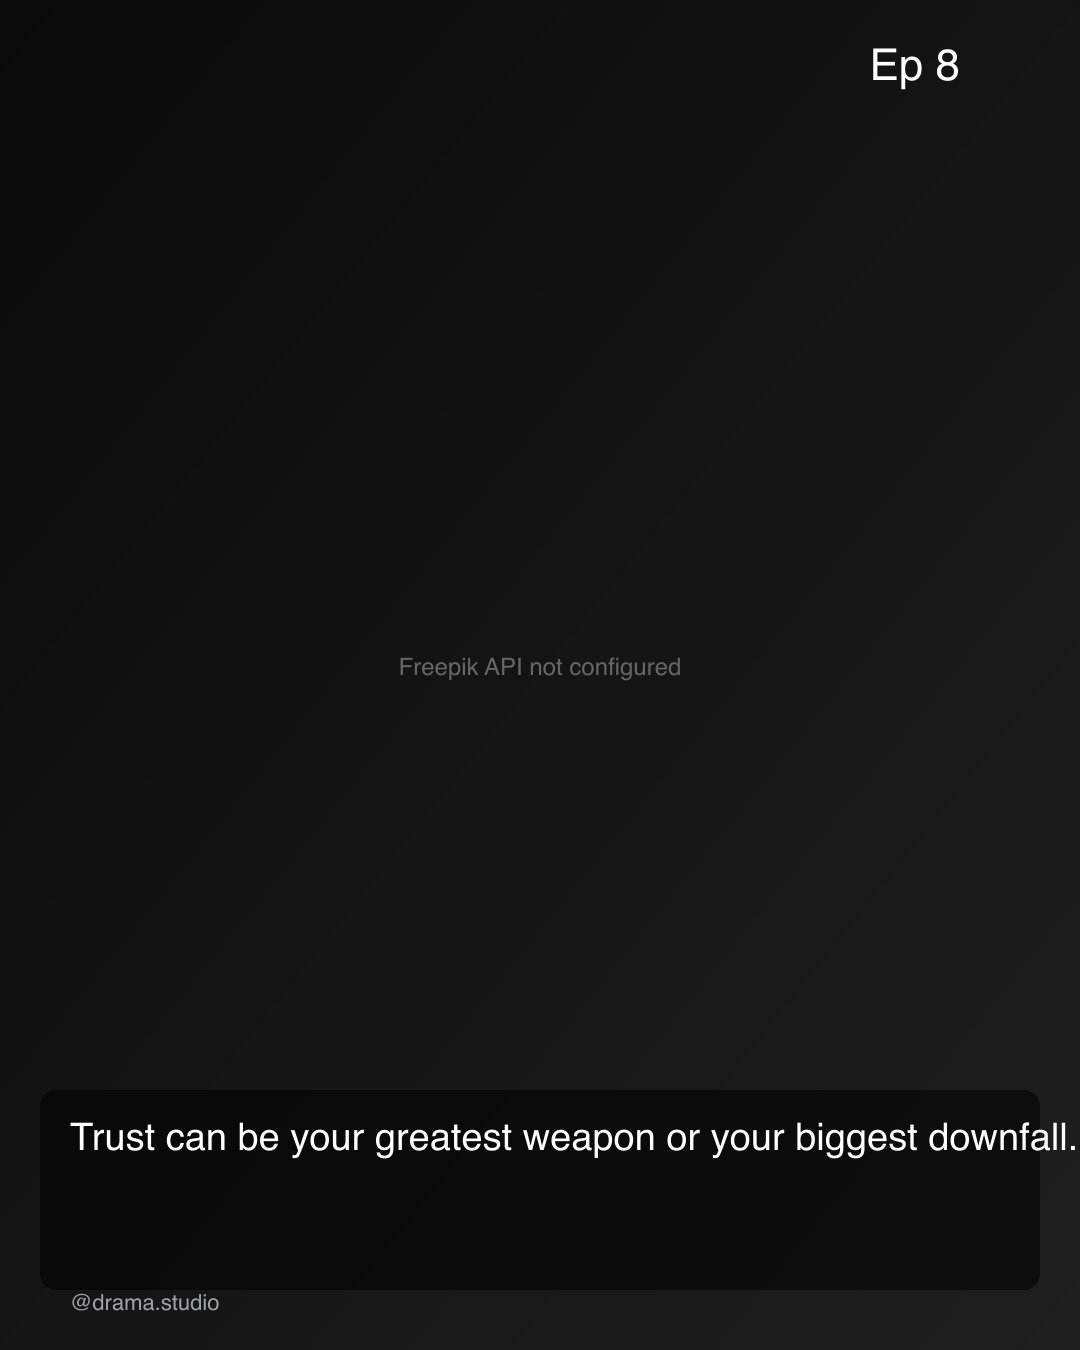 Ep 8
Freepik API not configured
Trust can be your greatest weapon or your biggest downfall.
@drama.studio